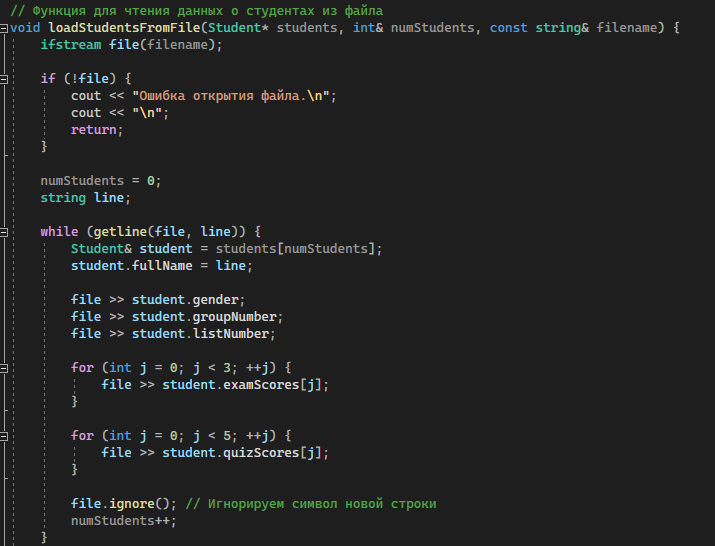 // Функция для чтения данных о студентах из файла
void loadStudentsFromFile(Student* students, int& numStudents, const string& filename) {
    ifstream file(filename);

    if (!file) {
        cout << "Ошибка открытия файла.\n";
        cout << "\n";
        return;
    }

    numStudents = 0;
    string line;

    while (getline(file, line)) {
        Student& student = students[numStudents];
        student.fullName = line;

        file >> student.gender;
        file >> student.groupNumber;
        file >> student.listNumber;

        for (int j = 0; j < 3; ++j) {
            file >> student.examScores[j];
        }

        for (int j = 0; j < 5; ++j) {
            file >> student.quizScores[j];
        }

        file.ignore(); // Игнорируем символ новой строки
        numStudents++;
    }